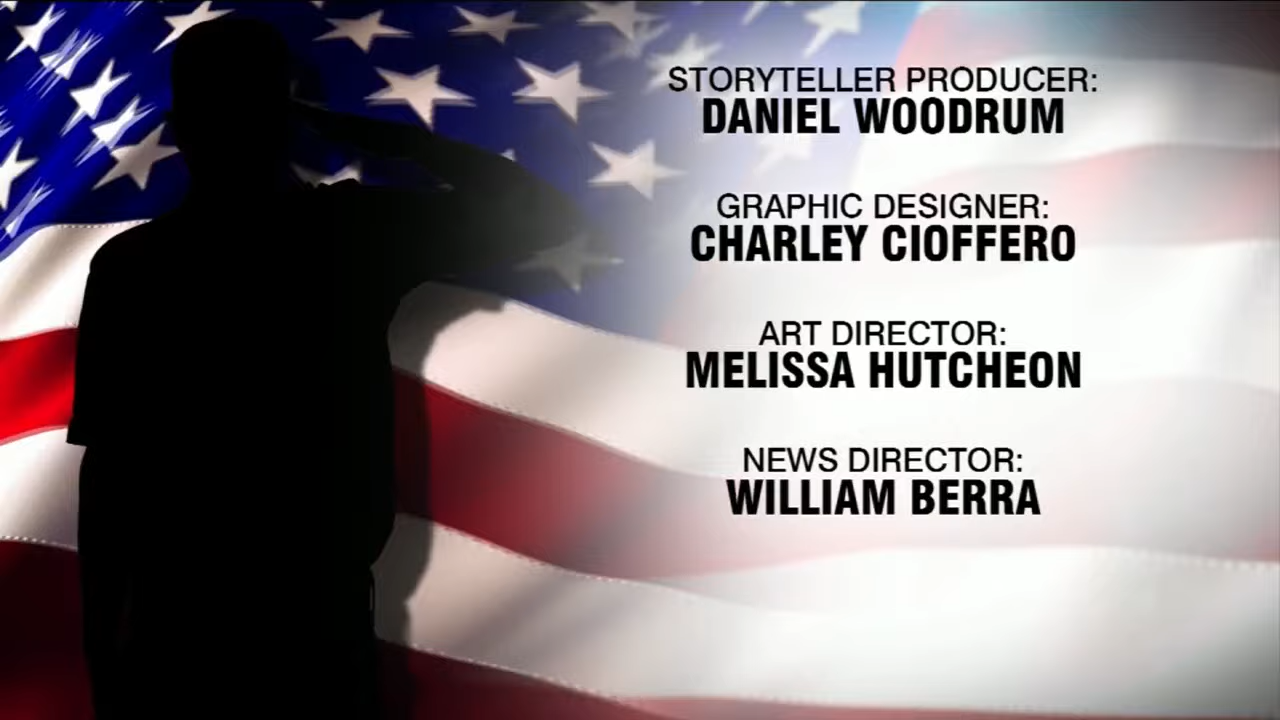 STORYTELLER PRODUCER:
DANIEL WOODRUM
GRAPHIC DESIGNER:
CHARLEY CIOFFERO
ART DIRECTOR:
MELISSA HUTCHEON
NEWS DIRECTOR:
WILLIAM BERRA